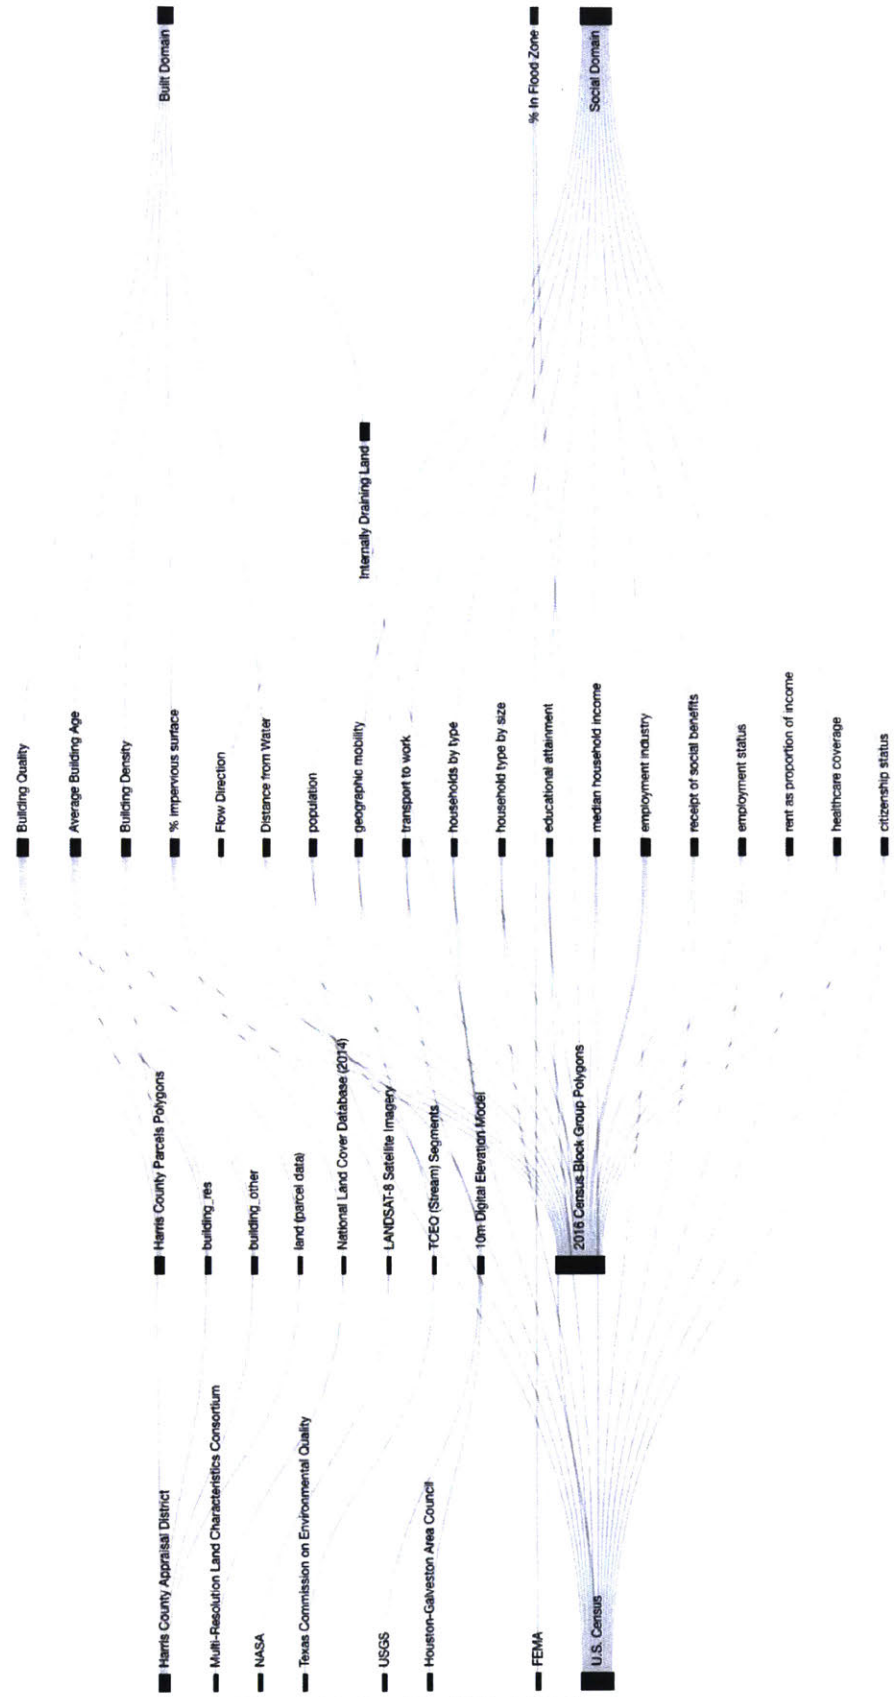 Harris County Appraisal District
Multi-Resolution Land Characteristics Consortium
NASA
Texas Commission on Environmental Quality
USGS
Houston-Galveston Area Council
FEMA
U.S. Census
Harris County Parcels Polygons
building_res
building_other
land (parcel data)
National Land Cover Database (2014)
LANDSAT-8 Satellite Imagery
TCEQ (Stream) Segments
10m Digital Elevation Model
2016 Census Block Group Polygons
Building Quality
Average Building Age
Building Density
% impervious surface
Flow Direction
Distance from Water
population
geographic mobility
transport to work
households by type
household type by size
educational attainment
median household income
employment industry
receipt of social benefits
employment status
rent as proportion of income
healthcare coverage
citizenship status
Internally Draining Land
Built Domain
% In Flood Zone
Social Domain